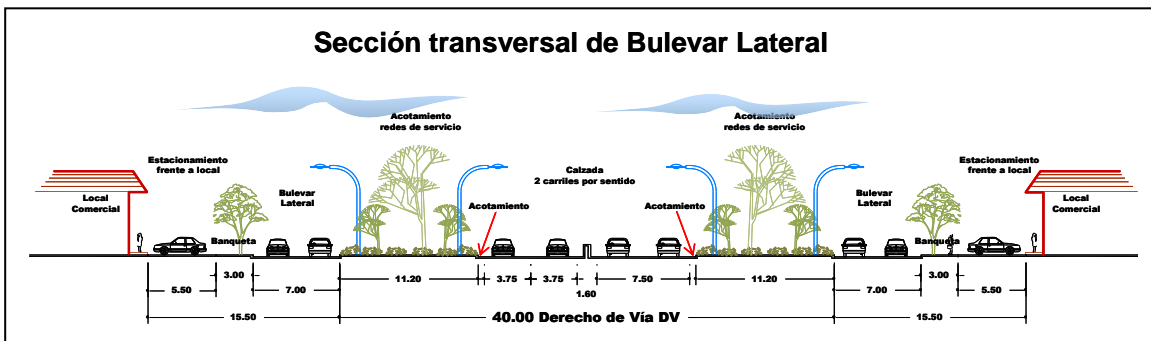 Sección transversal de Bulevar Lateral
Acotamiento
redes de servicio
Acotamiento
redes de servicio
Estacionamiento
frente a local
Calzada
2 carriles por sentido
Estacionamiento
frente a local
Local
Comercial
Bulevar
Lateral
Acotamiento
Acotamiento
Bulevar
Lateral
Local
Comercial
Banqueta
Banqueta
3.00
11.20
3.75
3.75
7.50
11.20
3.00
5.50
7.00
1.60
7.00
5.50
15.50
40.00 Derecho de Vía DV
15.50